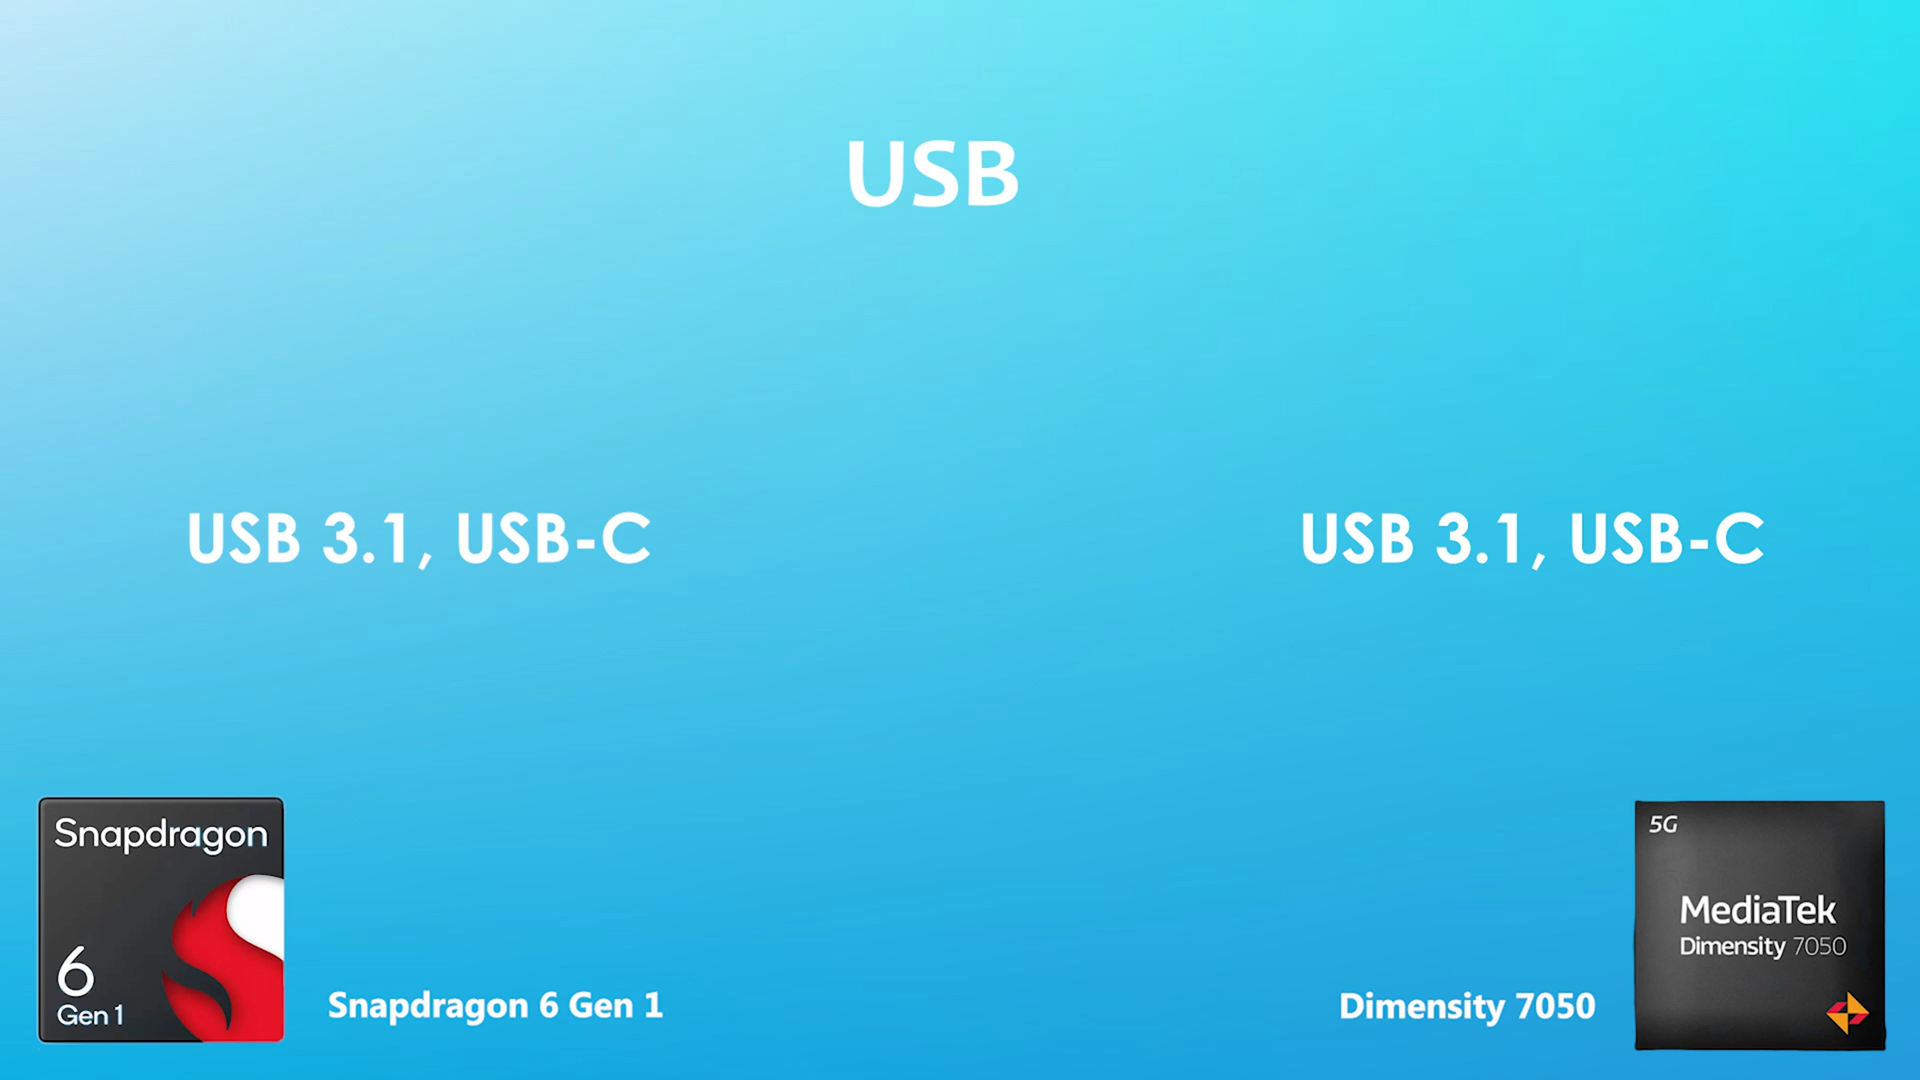 USB
USB 3.1, USB-C
USB 3.1, USB-C
Snapdragon
6
Gen 1
Snapdragon 6 Gen 1
Dimensity 7050
5G
MediaTek
Dimensity 7050